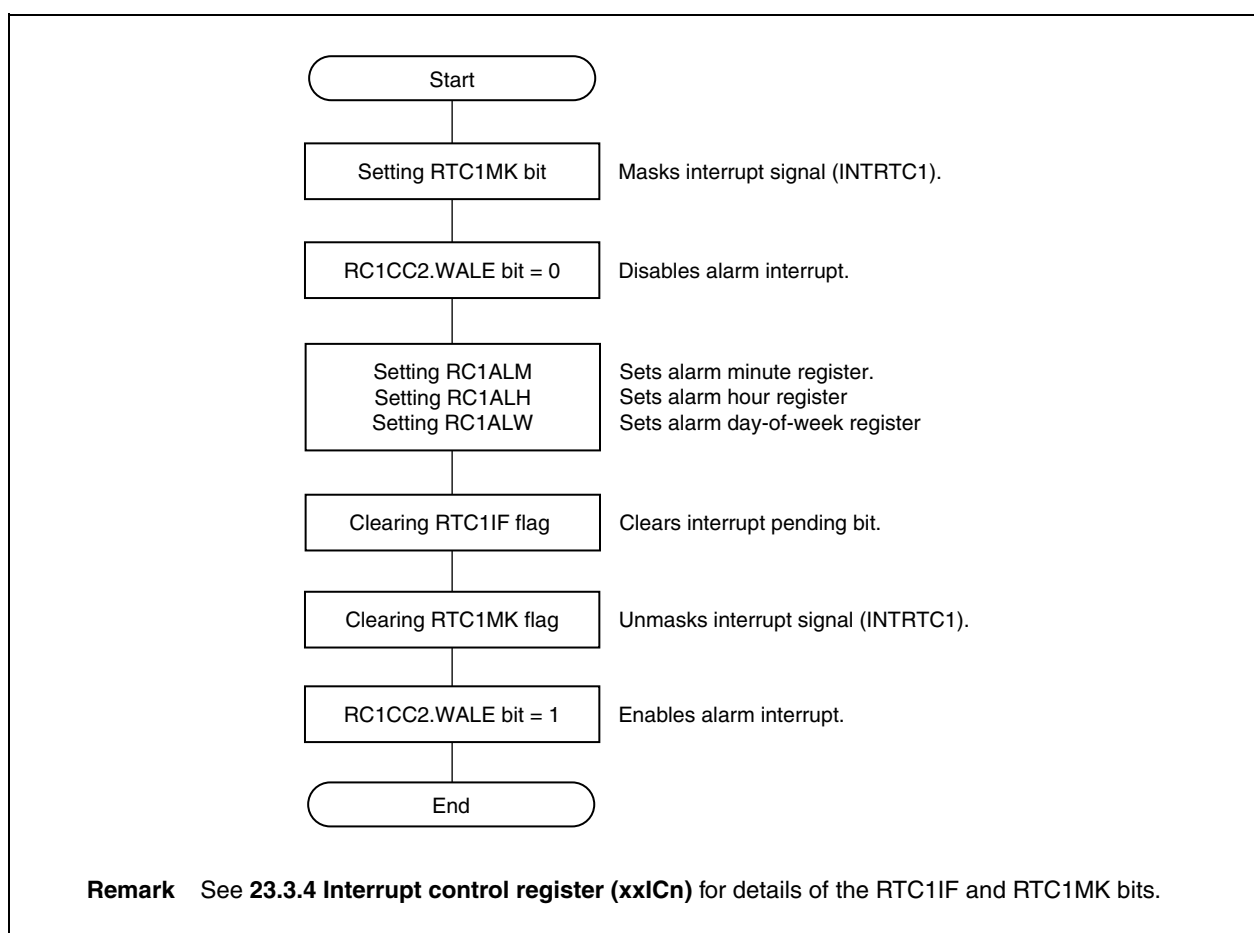 Start
Setting RTC1MK bit
Masks interrupt signal (INTRTC1).
RC1CC2.WALE bit = 0
Disables alarm interrupt.
Setting RC1ALM
Sets alarm minute register.
Setting RC1ALH
Sets alarm hour register
Setting RC1ALW
Sets alarm day-of-week register
Clearing RTC1IF flag
Clears interrupt pending bit.
Clearing RTC1MK flag
Unmasks interrupt signal (INTRTC1).
RC1CC2.WALE bit = 1
Enables alarm interrupt.
End
Remark See 23.3.4 Interrupt control register (xxICn) for details of the RTC1IF and RTC1MK bits.